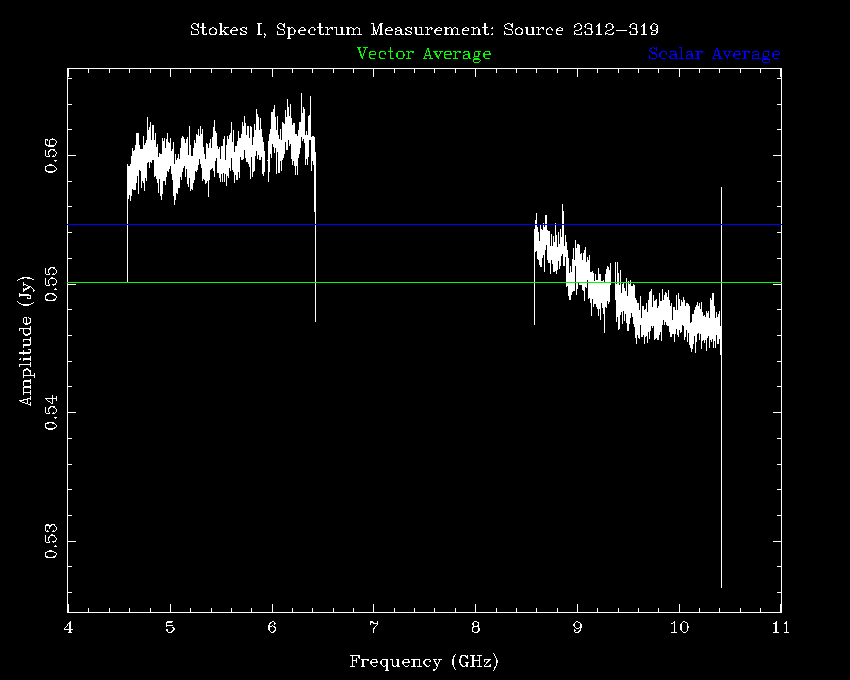 Stokes I, Spectrum Measurement: Source 2312−319
Vector Average Scalar Average
0.56
0.55
0.54
0.53
Amplitude (Jy)
4 5 6 7 8 9 10 11
Frequency (GHz)